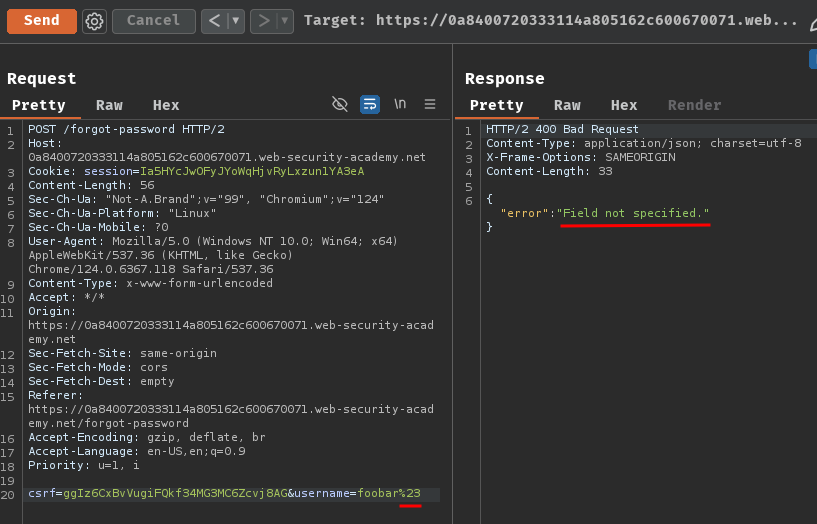 Send Cancel < > Target: https://0a8400720333114a805162c600670071.web...
Request
Pretty Raw Hex \n
1 POST /forgot-password HTTP/2
2 Host:
0a8400720333114a805162c600670071.web-security-academy.net
3 Cookie: session=Ia5HYcJwOFyJYoWqHjvRyLxzun1YA3eA
4 Content-Length: 56
5 Sec-Ch-Ua: "Not-A.Brand";v="99", "Chromium";v="124"
6 Sec-Ch-Ua-Platform: "Linux"
7 Sec-Ch-Ua-Mobile: ?0
8 User-Agent: Mozilla/5.0 (Windows NT 10.0; Win64; x64)
AppleWebKit/537.36 (KHTML, like Gecko)
Chrome/124.0.6367.118 Safari/537.36
9 Content-Type: x-www-form-urlencoded
10 Accept: */*
11 Origin:
https://0a8400720333114a805162c600670071.web-security-acad
emy.net
12 Sec-Fetch-Site: same-origin
13 Sec-Fetch-Mode: cors
14 Sec-Fetch-Dest: empty
15 Referer:
https://0a8400720333114a805162c600670071.web-security-acad
emy.net/forgot-password
16 Accept-Encoding: gzip, deflate, br
17 Accept-Language: en-US,en;q=0.9
18 Priority: u=1, i
19
20 csrf=ggIz6CxBvVugiFQkf34MG3MC6Zcvj8AG&username=foobar%23
Response
Pretty Raw Hex Render
1 HTTP/2 400 Bad Request
2 Content-Type: application/json; charset=utf-8
3 X-Frame-Options: SAMEORIGIN
4 Content-Length: 33
5
6 {
"error":"Field not specified."
}